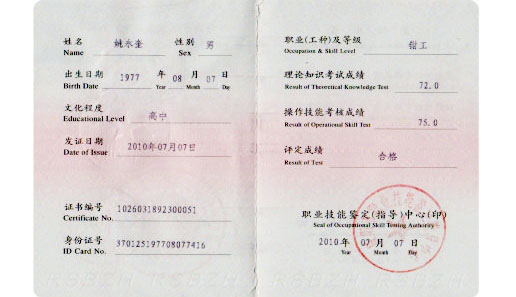 姓名 姚永奎 性别 男
Name Sex
出生日期 1977 年 08 月 07 日
Birth Date Year Month Day
文化程度 高中
Educational Level
发证日期 2010年07月07日
Date of Issue
证书编号 1026031892300051
Certificate No.
身份证号 370125197708077416
ID Card No.
职业(工种)及等级 钳工
Occupation & Skill Level
理论知识考试成绩 72.0
Result of Theoretical Knowledge Test
操作技能考核成绩 75.0
Result of Operational Skill Test
评定成绩 合格
Result of Test
职业技能鉴定(指导)中心(印)
Seal of Occupational Skill Testing Authority
2010 年 07 月 07 日
Year Month Day